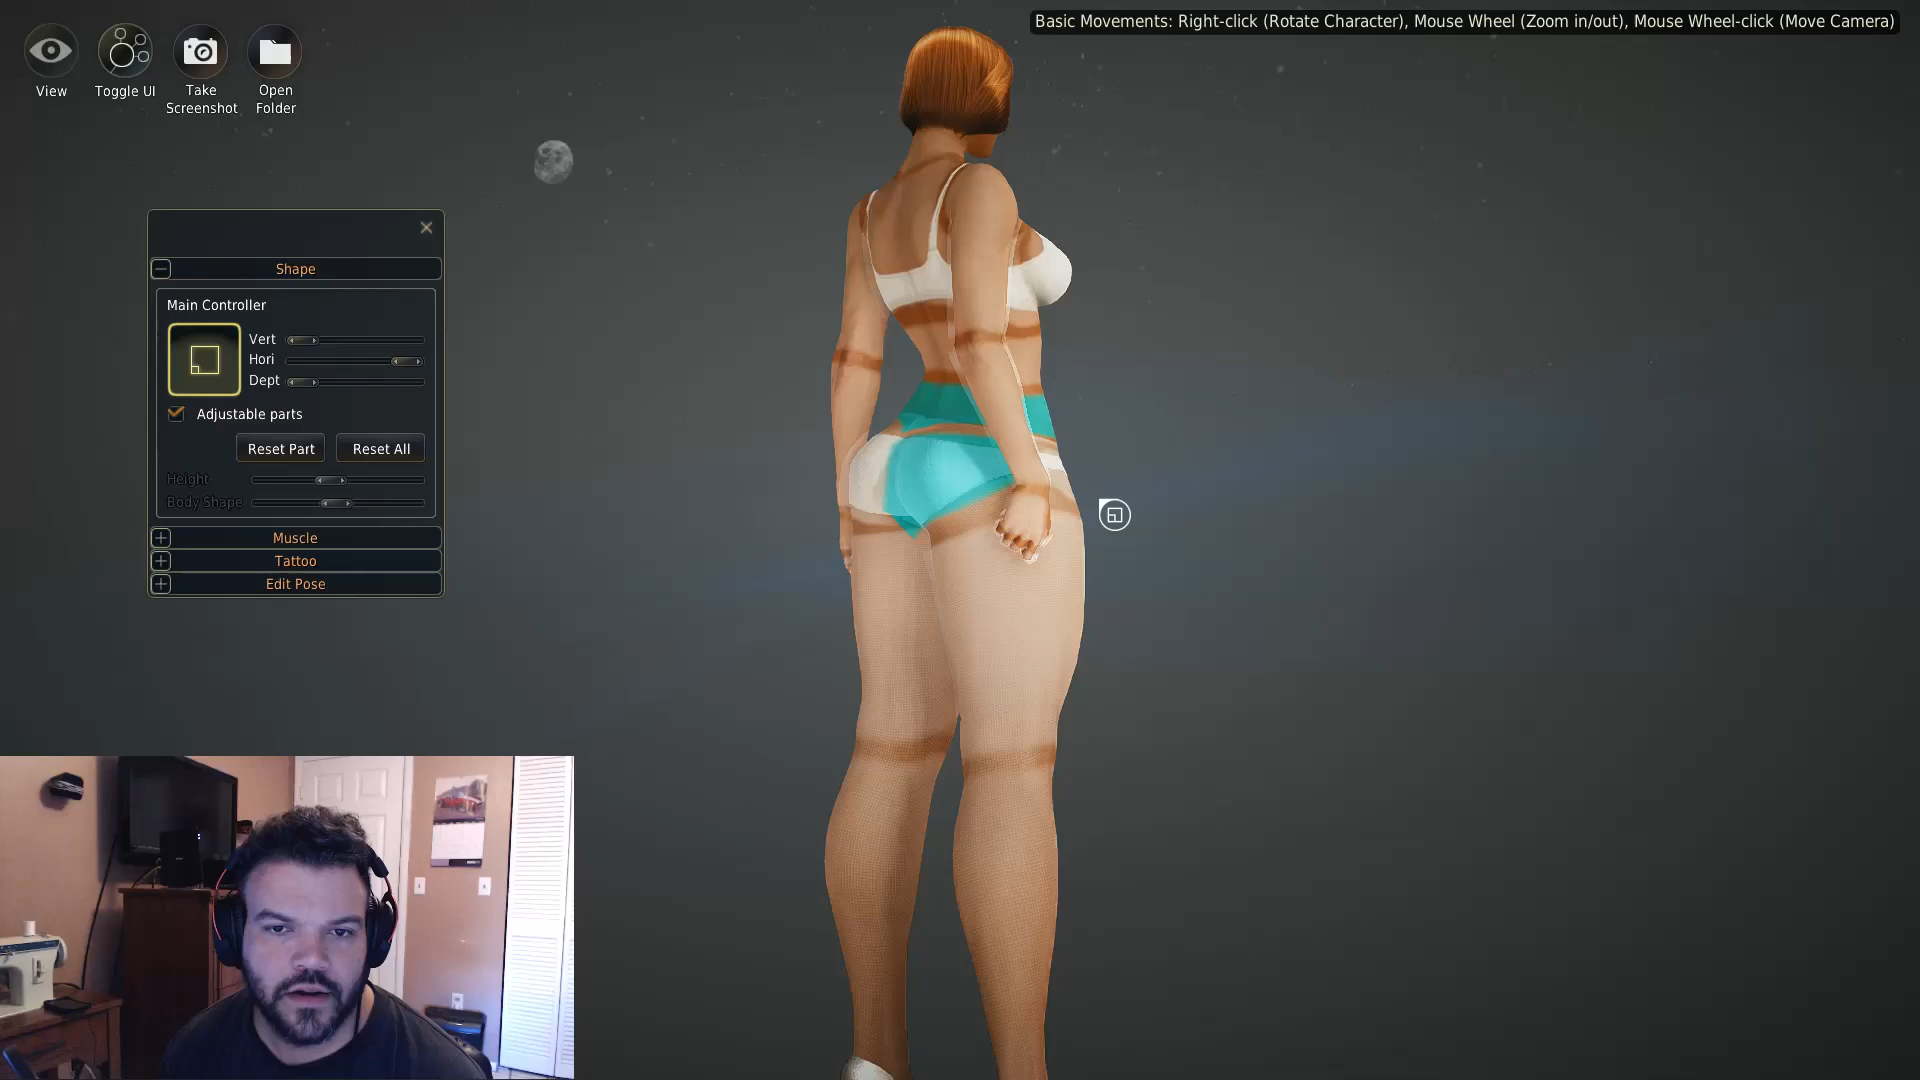 Basic Movements: Right-click (Rotate Character), Mouse Wheel (Zoom in/out), Mouse Wheel-click (Move Camera)
View
Toggle UI
Take
Screenshot
Open
Folder
Shape
Main Controller
Vert
Hori
Dept
Adjustable parts
Reset Part
Reset All
Height
Body Shape
Muscle
Tattoo
Edit Pose